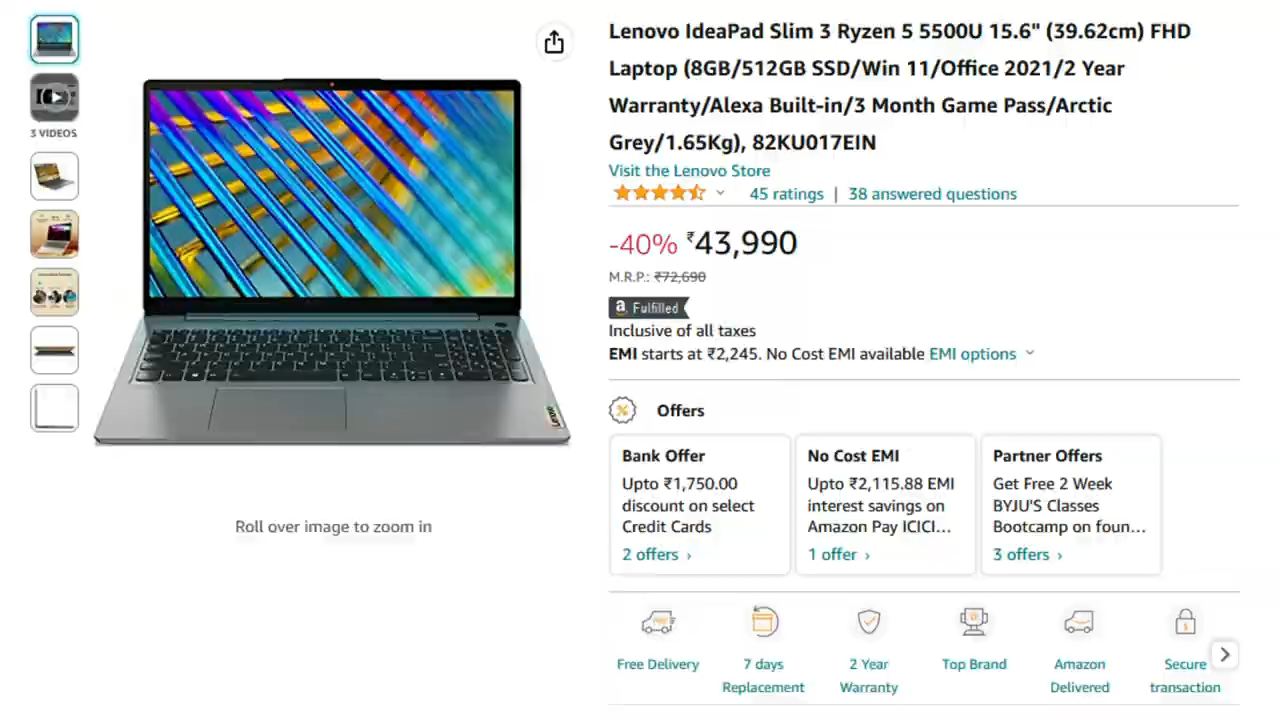 3 VIDEOS
Roll over image to zoom in
Lenovo IdeaPad Slim 3 Ryzen 5 5500U 15.6" (39.62cm) FHD
Laptop (8GB/512GB SSD/Win 11/Office 2021/2 Year
Warranty/Alexa Built-in/3 Month Game Pass/Arctic
Grey/1.65Kg), 82KU017EIN
Visit the Lenovo Store
45 ratings | 38 answered questions
-40% ₹43,990
M.R.P.: ₹72,690
a Fulfilled
Inclusive of all taxes
EMI starts at ₹2,245. No Cost EMI available EMI options
Offers
Bank Offer
Upto ₹1,750.00
discount on select
Credit Cards
2 offers ›
No Cost EMI
Upto ₹2,115.88 EMI
interest savings on
Amazon Pay ICICI...
1 offer ›
Partner Offers
Get Free 2 Week
BYJU'S Classes
Bootcamp on foun...
3 offers ›
Free Delivery
7 days
Replacement
2 Year
Warranty
Top Brand
Amazon
Delivered
Secure
transaction
Lenovo